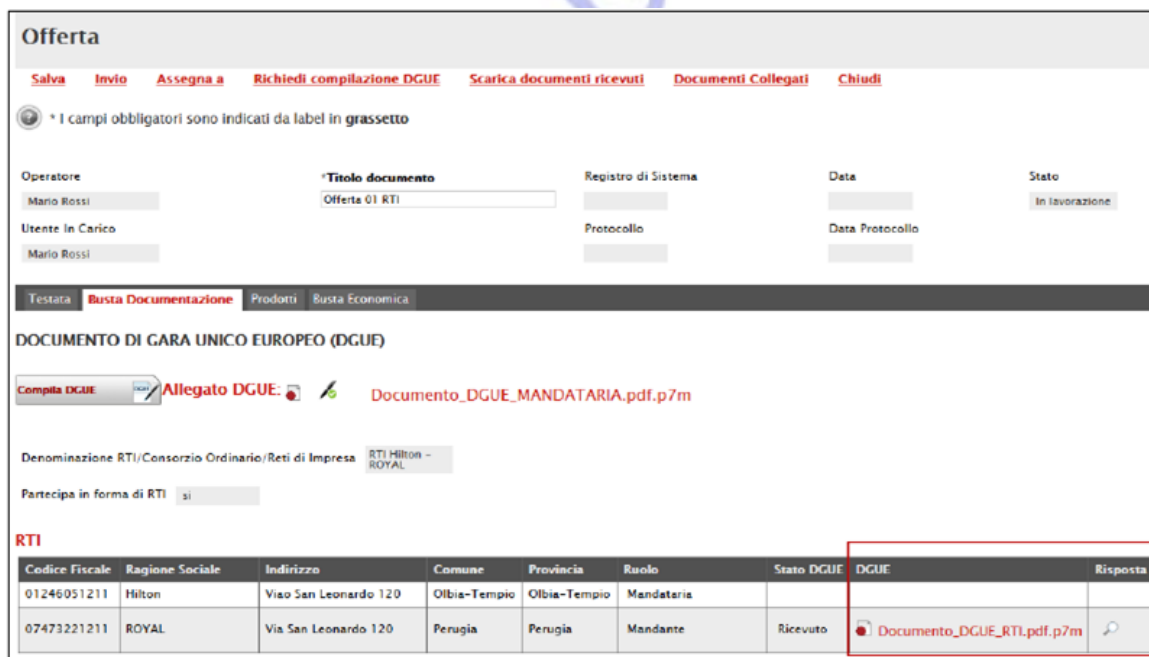 Offerta
Salva Invio Assegna a Richiedi compilazione DGUE Scarica documenti ricevuti Documenti Collegati Chiudi
* I campi obbligatori sono indicati da label in grassetto
Operatore *Titolo documento Registro di Sistema Data Stato
Mario Rossi Offerta 01 RTI In lavorazione
Utente In Carico Protocollo Data Protocollo
Mario Rossi
Testata Busta Documentazione Prodotti Busta Economica
DOCUMENTO DI GARA UNICO EUROPEO (DGUE)
Compila DGUE Allegato DGUE: Documento_DGUE_MANDATARIA.pdf.p7m
Denominazione RTI/Consorzio Ordinario/Reti di Impresa RTI Hilton -
ROYAL
Partecipa in forma di RTI si
RTI
Codice Fiscale Ragione Sociale Indirizzo Comune Provincia Ruolo Stato DGUE DGUE Risposta
01246051211 Hilton Viao San Leonardo 120 Olbia-Tempio Olbia-Tempio Mandataria
07473221211 ROYAL Via San Leonardo 120 Perugia Perugia Mandante Ricevuto Documento_DGUE_RTI.pdf.p7m